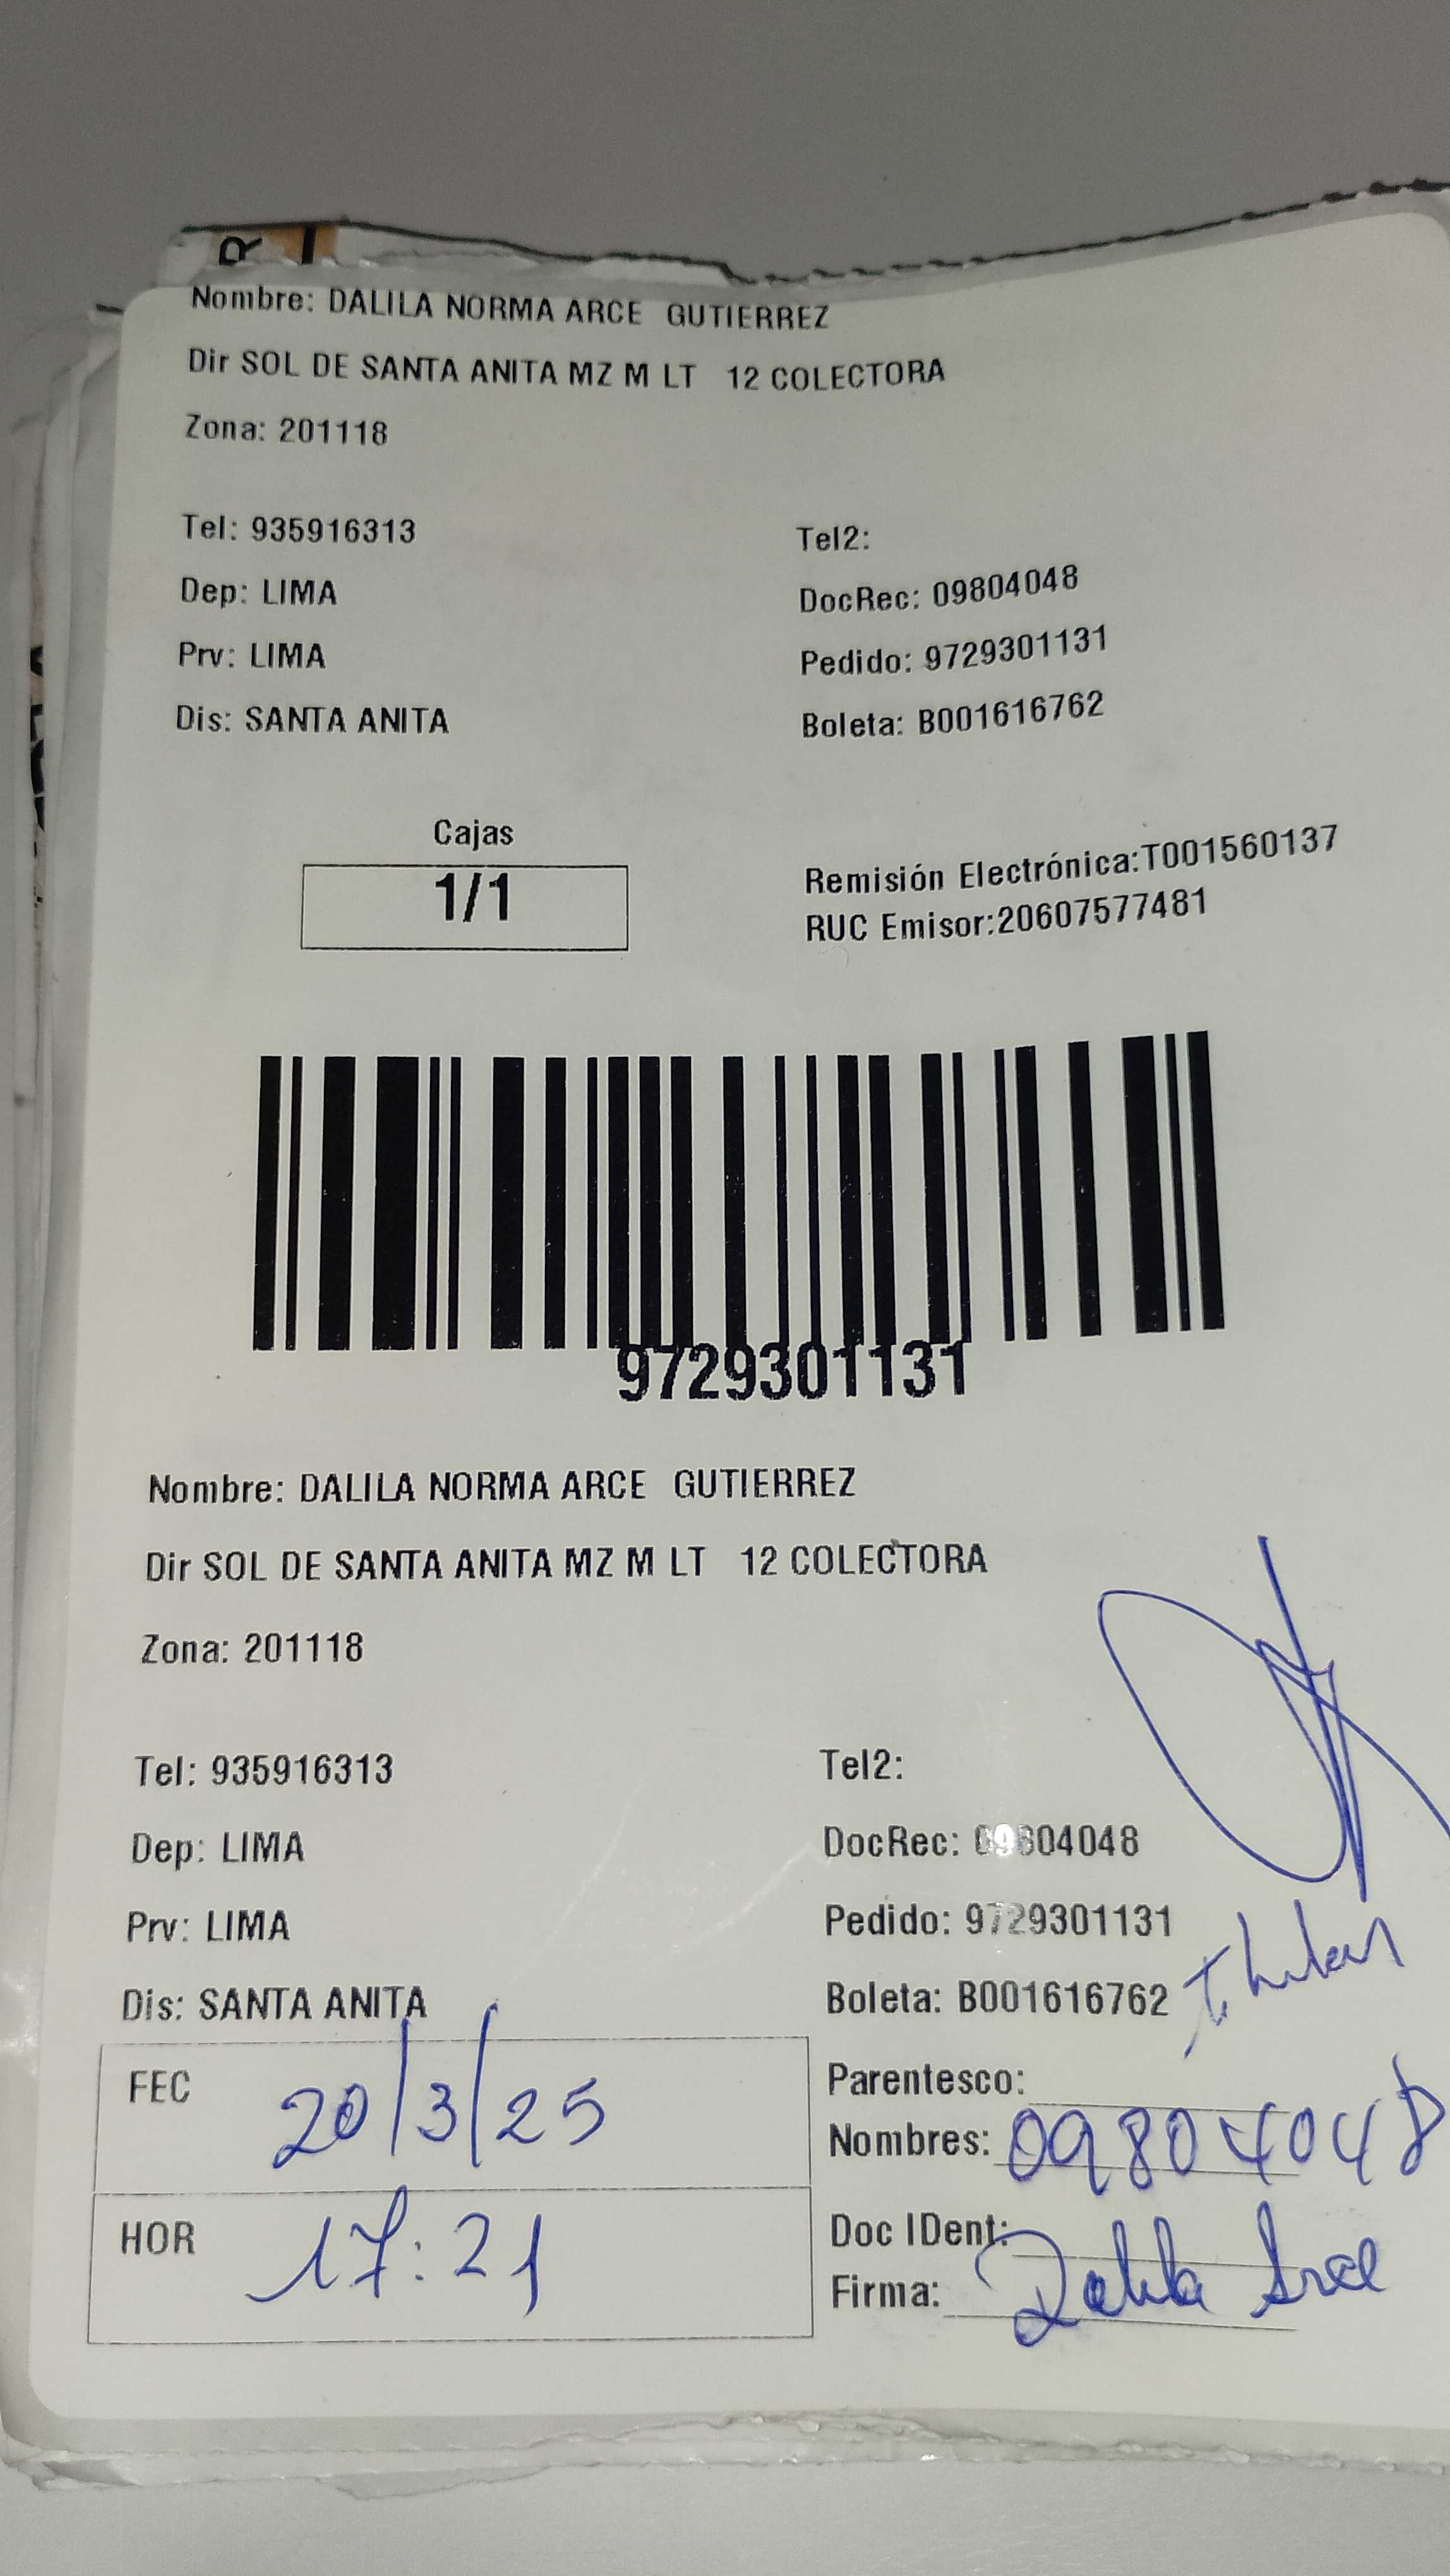 R
Nombre: DALILA NORMA ARCE GUTIERREZ
Dir SOL DE SANTA ANITA MZ M LT 12 COLECTORA
Zona: 201118
Tel: 935916313 Tel2:
Dep: LIMA DocRec: 09804048
Prv: LIMA Pedido: 9729301131
Dis: SANTA ANITA Boleta: B001616762
Cajas
1/1
Remisión Electrónica:T001560137
RUC Emisor:20607577481
9729301131
Nombre: DALILA NORMA ARCE GUTIERREZ
Dir SOL DE SANTA ANITA MZ M LT 12 COLECTORA
Zona: 201118
Tel: 935916313 Tel2:
Dep: LIMA DocRec: 09804048
Prv: LIMA Pedido: 9729301131
Dis: SANTA ANITA Boleta: B001616762
FEC 20/3/25
HOR 17:21
Parentesco:
Nombres: 09804048
Doc IDent:
Firma: Dalila Arce